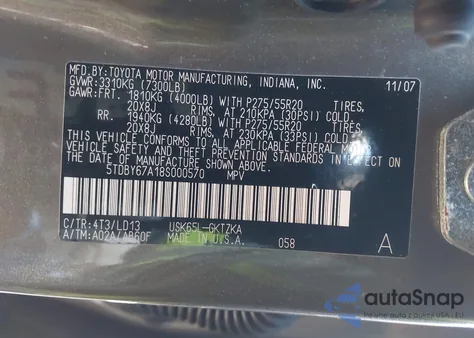 MFD.BY: TOYOTA MOTOR MANUFACTURING, INDIANA, INC. 11/07
GVWR: 3310KG (7300LB)
GAWR: FRT. 1810KG (4000LB) WITH P275/55R20 TIRES,
20X8J RIMS, AT 210KPA (30PSI) COLD
RR. 1940KG (4280LB) WITH P275/55R20 TIRES,
20X8J RIMS, AT 230KPA (33PSI) COLD
THIS VEHICLE CONFORMS TO ALL APPLICABLE FEDERAL MOTOR
VEHICLE SAFETY AND THEFT PREVENTION STANDARDS IN EFFECT ON
THE DATE OF MANUFACTURE SHOWN ABOVE.
5TDBY67A18S000570 MPV
C/TR: 4T3/LD13 USK65L-GKTZKA
A/TM: A02A/AB60F MADE IN U.S.A. 058 A
autoSnap